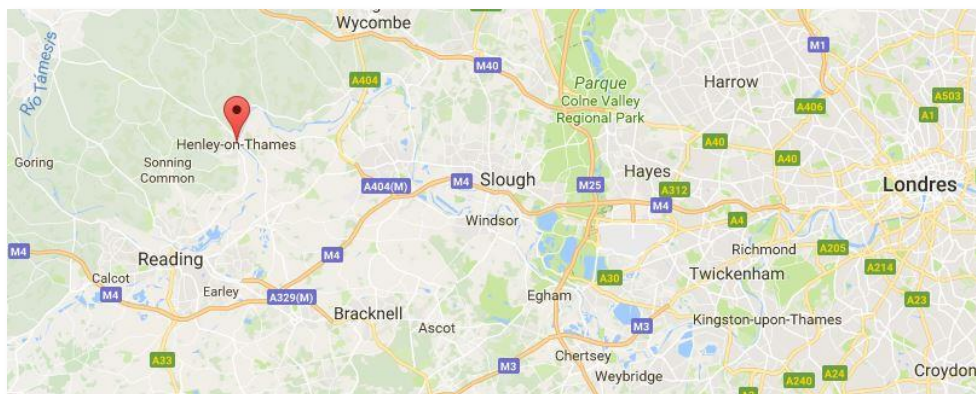 Wycombe
M40
M1
Río Támesis
A404
Parque
Colne Valley
Regional Park
Harrow
A406
A503
A1
Henley-on-Thames
A40
A40
Goring
Sonning
Common
A404(M)
M4
Slough
M25
Hayes
A312
M4
Londres
Windsor
A4
M4
Reading
M4
Richmond
A205
A214
Calcot
M4
Earley
A329(M)
Egham
A30
Twickenham
A23
Bracknell
Ascot
M3
Kingston-upon-Thames
A33
M3
Chertsey
Weybridge
A240
A24
Croydon